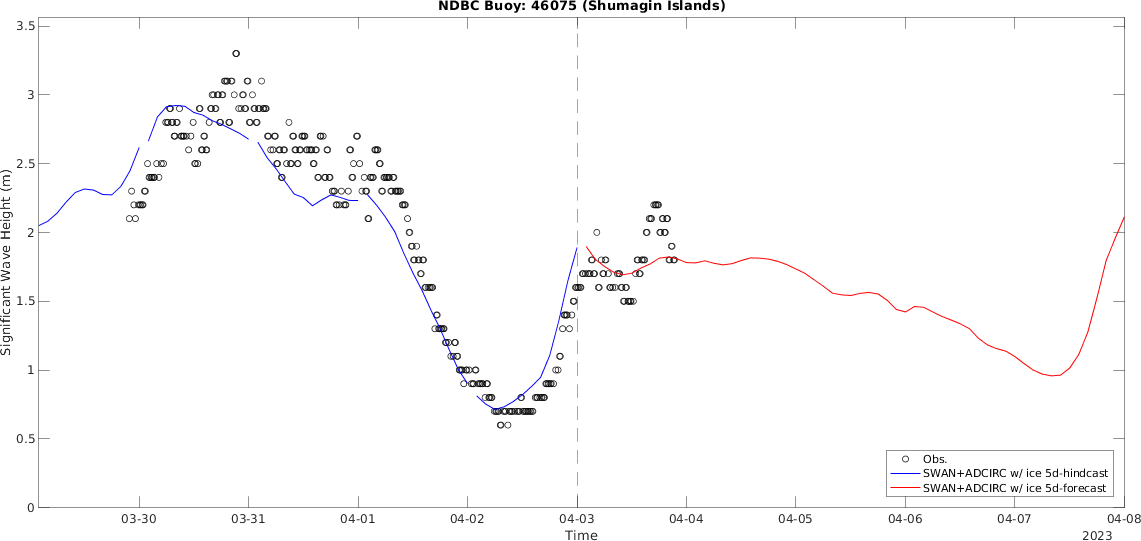 NDBC Buoy: 46075 (Shumagin Islands)
3.5
3
2.5
2
1.5
1
0.5
0
Significant Wave Height (m)
Obs.
SWAN+ADCIRC w/ ice 5d-hindcast
SWAN+ADCIRC w/ ice 5d-forecast
03-30 03-31 04-01 04-02 04-03 04-04 04-05 04-06 04-07 04-08
Time
2023